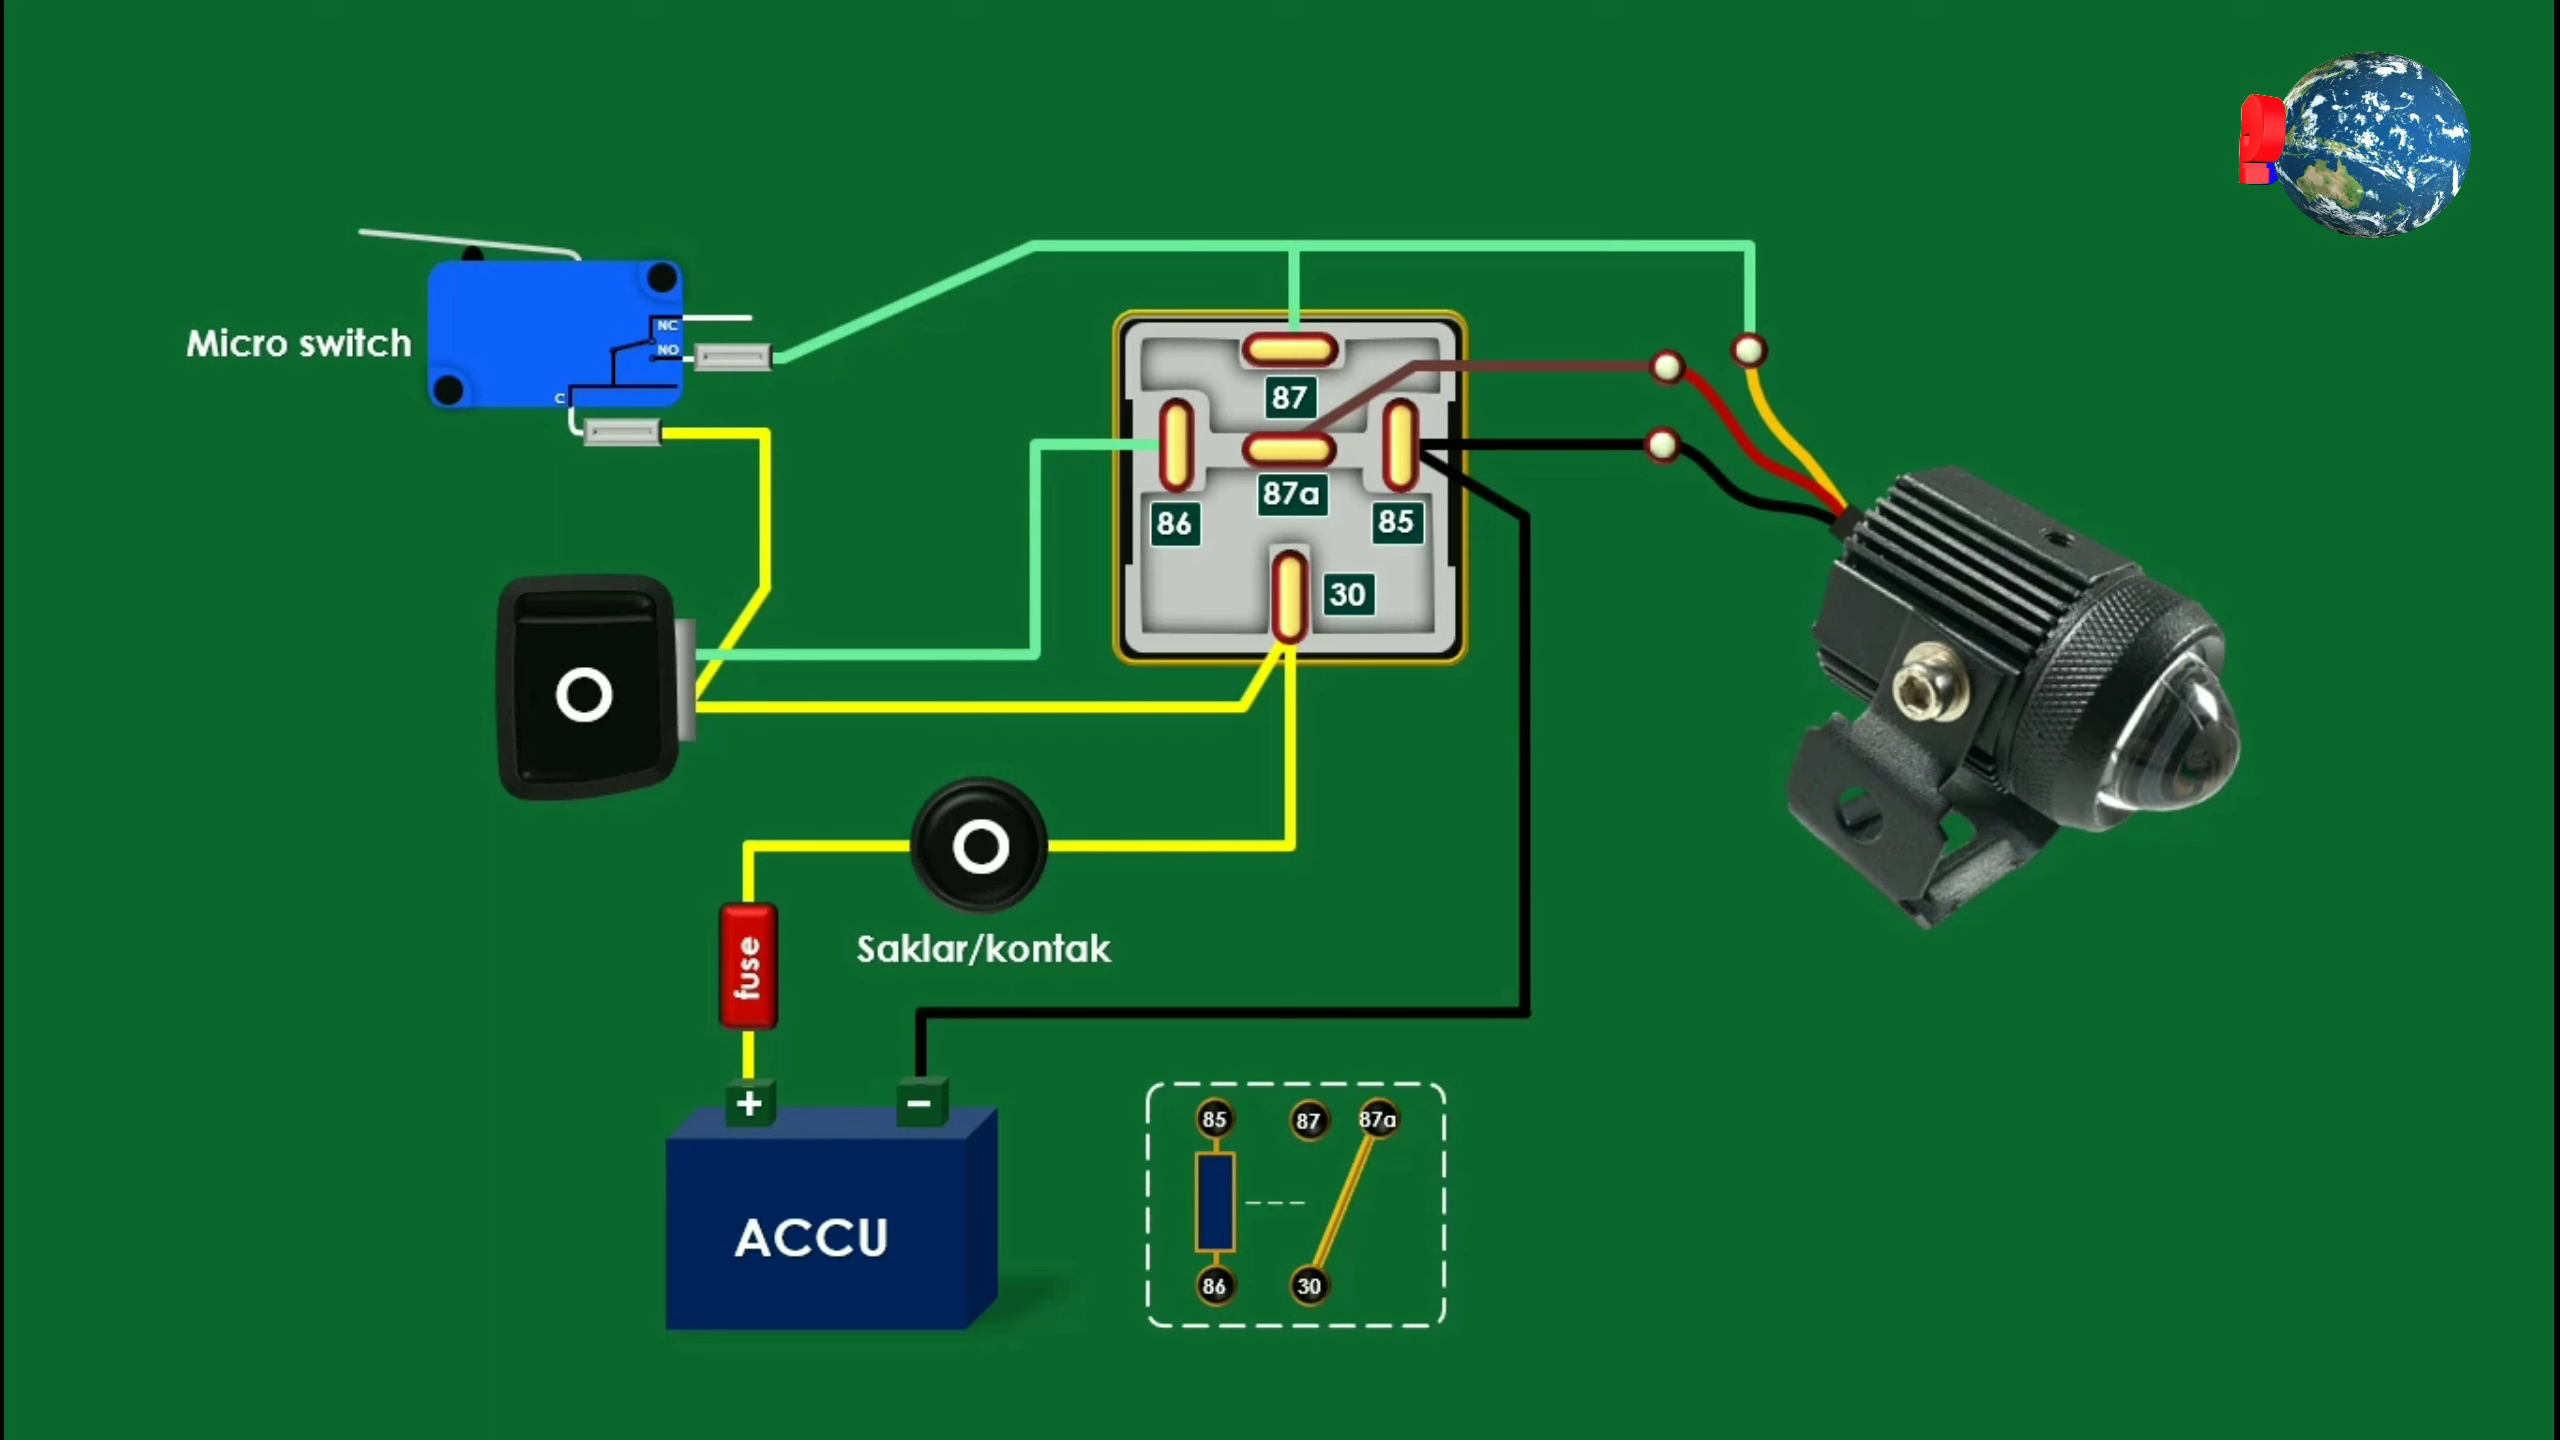 Micro switch
NC
NO
C
87
87a
86
85
30
Saklar/kontak
fuse
+
−
ACCU
85
87
87a
86
30